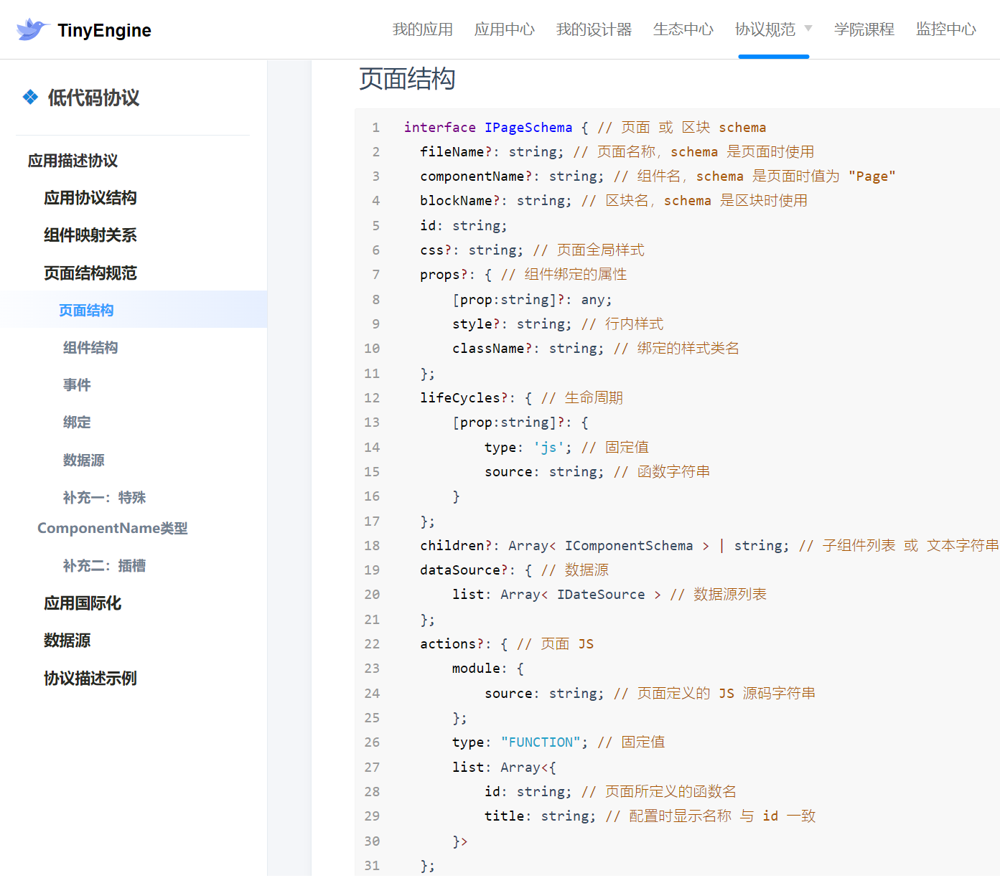 TinyEngine
我的应用 应用中心 我的设计器 生态中心 协议规范 学院课程 监控中心
低代码协议
应用描述协议
应用协议结构
组件映射关系
页面结构规范
页面结构
组件结构
事件
绑定
数据源
补充一：特殊
ComponentName类型
补充二：插槽
应用国际化
数据源
协议描述示例
页面结构
1 interface IPageSchema { // 页面 或 区块 schema
2 fileName?: string; // 页面名称，schema 是页面时使用
3 componentName?: string; // 组件名，schema 是页面时值为 "Page"
4 blockName?: string; // 区块名，schema 是区块时使用
5 id: string;
6 css?: string; // 页面全局样式
7 props?: { // 组件绑定的属性
8 [prop:string]?: any;
9 style?: string; // 行内样式
10 className?: string; // 绑定的样式类名
11 };
12 lifeCycles?: { // 生命周期
13 [prop:string]?: {
14 type: 'js'; // 固定值
15 source: string; // 函数字符串
16 }
17 };
18 children?: Array< IComponentSchema > | string; // 子组件列表 或 文本字符串
19 dataSource?: { // 数据源
20 list: Array< IDateSource > // 数据源列表
21 };
22 actions?: { // 页面 JS
23 module: {
24 source: string; // 页面定义的 JS 源码字符串
25 };
26 type: "FUNCTION"; // 固定值
27 list: Array<{
28 id: string; // 页面所定义的函数名
29 title: string; // 配置时显示名称 与 id 一致
30 }>
31 };